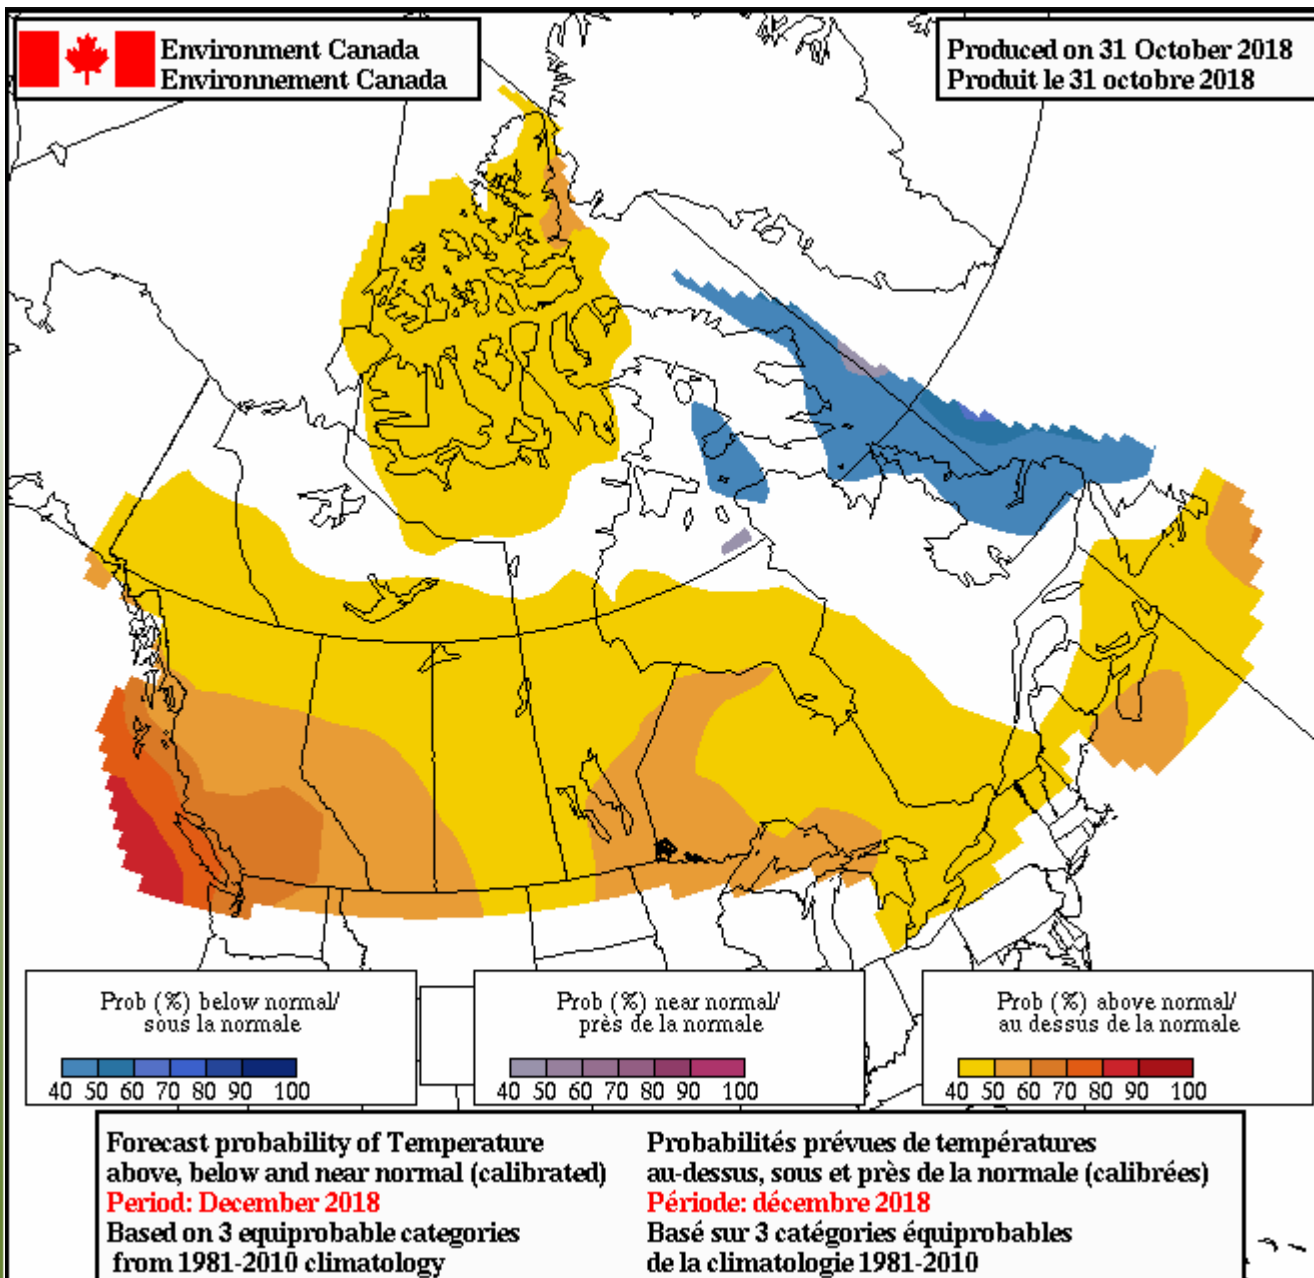 Environment Canada
Environnement Canada
Produced on 31 October 2018
Produit le 31 octobre 2018
Prob (%) below normal/
sous la normale
40 50 60 70 80 90 100
Prob (%) near normal/
près de la normale
40 50 60 70 80 90 100
Prob (%) above normal/
au dessus de la normale
40 50 60 70 80 90 100
Forecast probability of Temperature
above, below and near normal (calibrated)
Period: December 2018
Based on 3 equiprobable categories
from 1981-2010 climatology
Probabilités prévues de températures
au-dessus, sous et près de la normale (calibrées)
Période: décembre 2018
Basé sur 3 catégories équiprobables
de la climatologie 1981-2010